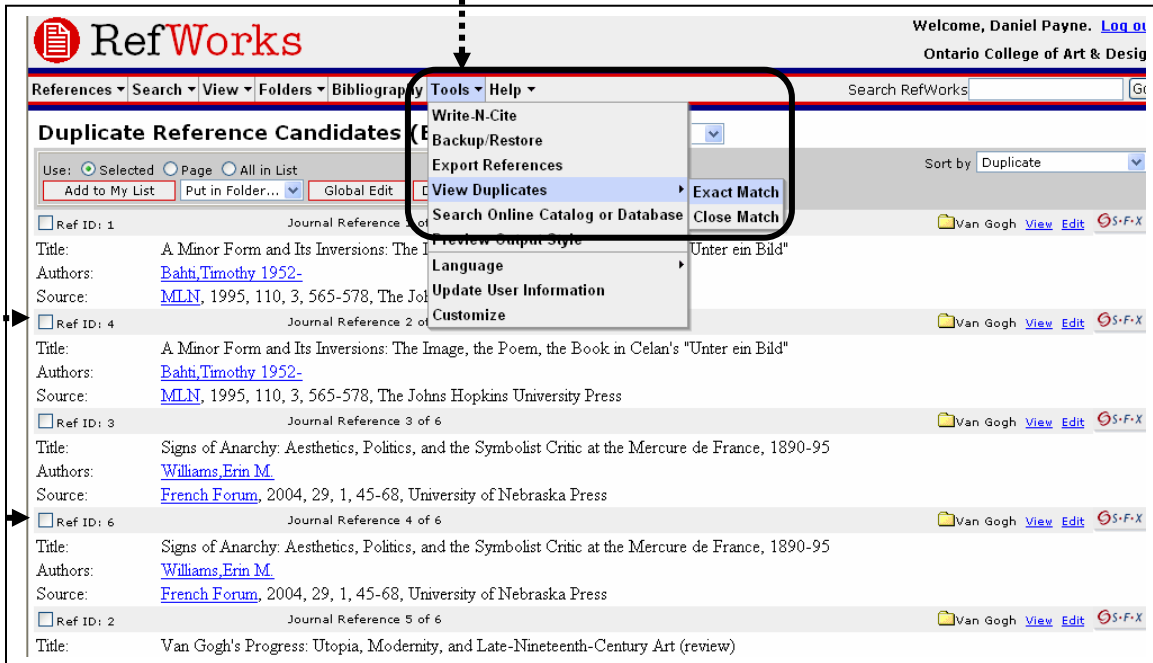 RefWorks
Welcome, Daniel Payne. Log ou
Ontario College of Art & Desig
References Search View Folders Bibliography Tools Help Search RefWorks Go
Duplicate Reference Candidates (E
Write-N-Cite
Backup/Restore
Export References
View Duplicates
Exact Match
Search Online Catalog or Database
Close Match
Preview Output Style
Language
Update User Information
Customize
Use: Selected Page All in List
Sort by Duplicate
Add to My List Put in Folder... Global Edit D
Ref ID: 1 Journal Reference 1 of Van Gogh View Edit S·F·X
Title: A Minor Form and Its Inversions: The I "Unter ein Bild"
Authors: Bahti,Timothy 1952-
Source: MLN, 1995, 110, 3, 565-578, The Joh
Ref ID: 4 Journal Reference 2 of Van Gogh View Edit S·F·X
Title: A Minor Form and Its Inversions: The Image, the Poem, the Book in Celan's "Unter ein Bild"
Authors: Bahti,Timothy 1952-
Source: MLN, 1995, 110, 3, 565-578, The Johns Hopkins University Press
Ref ID: 3 Journal Reference 3 of 6 Van Gogh View Edit S·F·X
Title: Signs of Anarchy: Aesthetics, Politics, and the Symbolist Critic at the Mercure de France, 1890-95
Authors: Williams,Erin M.
Source: French Forum, 2004, 29, 1, 45-68, University of Nebraska Press
Ref ID: 6 Journal Reference 4 of 6 Van Gogh View Edit S·F·X
Title: Signs of Anarchy: Aesthetics, Politics, and the Symbolist Critic at the Mercure de France, 1890-95
Authors: Williams,Erin M.
Source: French Forum, 2004, 29, 1, 45-68, University of Nebraska Press
Ref ID: 2 Journal Reference 5 of 6 Van Gogh View Edit S·F·X
Title: Van Gogh's Progress: Utopia, Modernity, and Late-Nineteenth-Century Art (review)